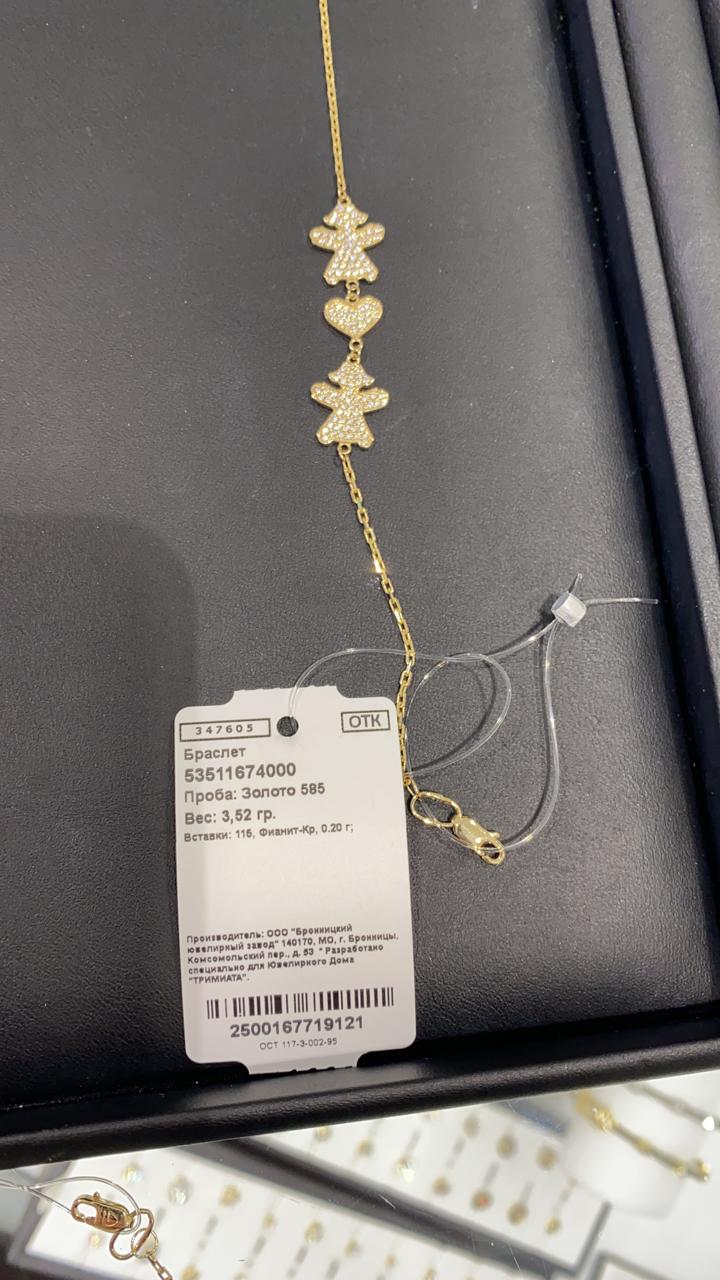 347605
ОТК
Браслет
53511674000
Проба: Золото 585
Вес: 3,52 гр.
Вставки: 115, Фианит-Кр, 0.20 г;
Производитель: ООО "Бронницкий
ювелирный завод" 140170, МО, г. Бронницы,
Комсомольский пер., д. 53 * Разработано
специально для Ювелирного Дома
"ТРИМИАТА".
2500167719121
ОСТ 117-3-002-95